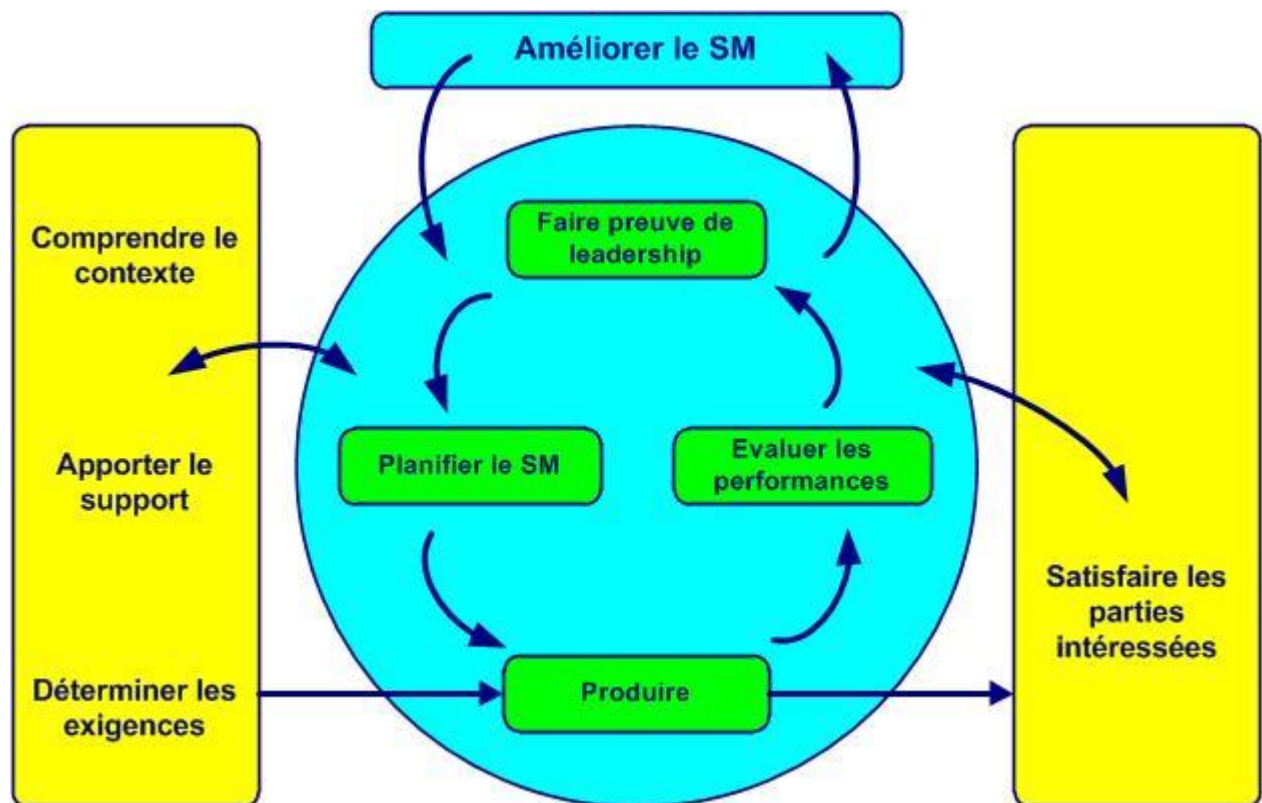 Améliorer le SM
Comprendre le
contexte
Apporter le
support
Déterminer les
exigences
Faire preuve de
leadership
Planifier le SM
Evaluer les
performances
Produire
Satisfaire les
parties
intéressées